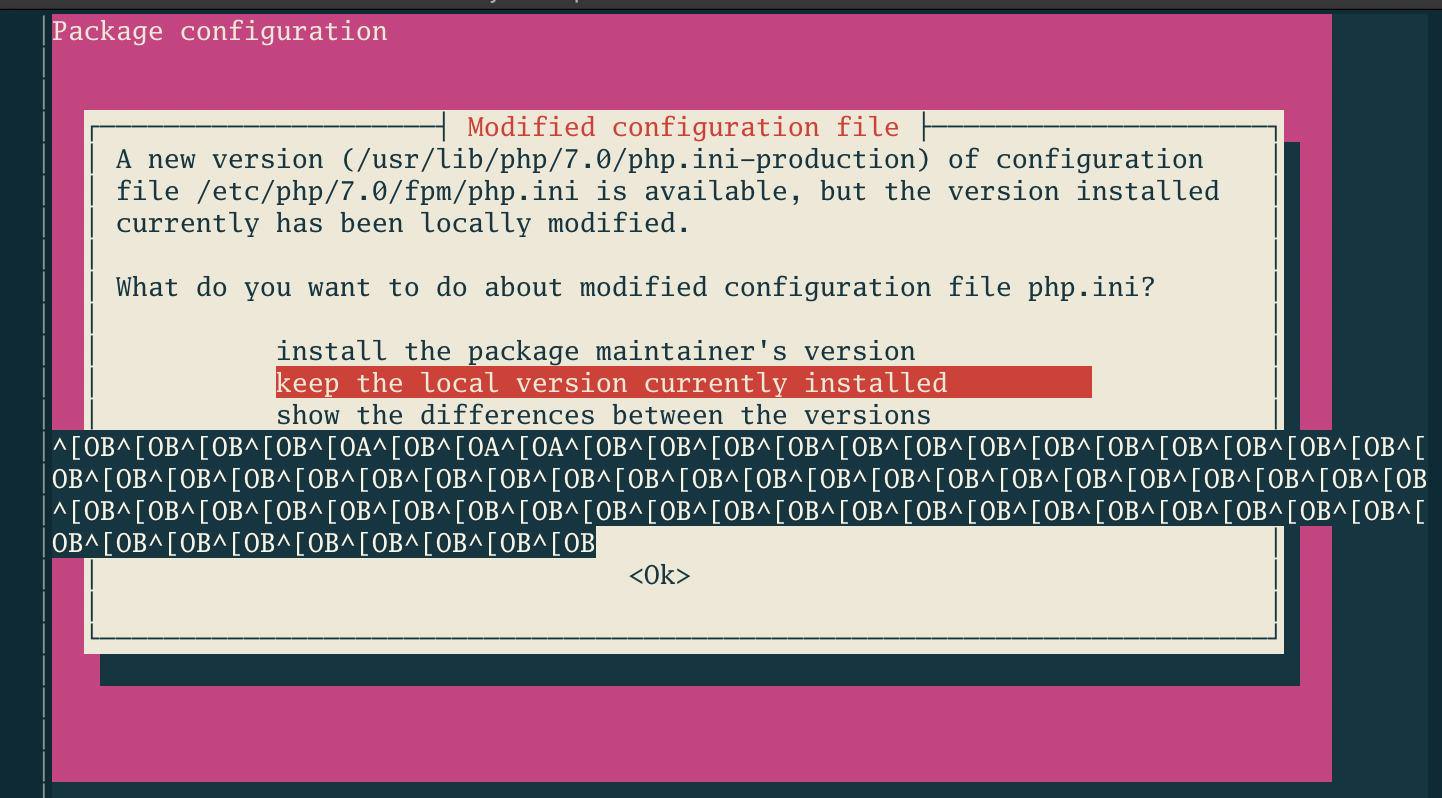 Package configuration
Modified configuration file
A new version (/usr/lib/php/7.0/php.ini-production) of configuration
file /etc/php/7.0/fpm/php.ini is available, but the version installed
currently has been locally modified.
What do you want to do about modified configuration file php.ini?
install the package maintainer's version
keep the local version currently installed
show the differences between the versions
^[OB^[OB^[OB^[OB^[OA^[OB^[OA^[OA^[OB^[OB^[OB^[OB^[OB^[OB^[OB^[OB^[OB^[OB^[OB^[OB^[OB^[
OB^[OB^[OB^[OB^[OB^[OB^[OB^[OB^[OB^[OB^[OB^[OB^[OB^[OB^[OB^[OB^[OB^[OB^[OB^[OB^[OB^[OB
^[OB^[OB^[OB^[OB^[OB^[OB^[OB^[OB^[OB^[OB^[OB^[OB^[OB^[OB^[OB^[OB^[OB^[OB^[OB^[OB^[OB^[
OB^[OB^[OB^[OB^[OB^[OB^[OB^[OB^[OB
<Ok>